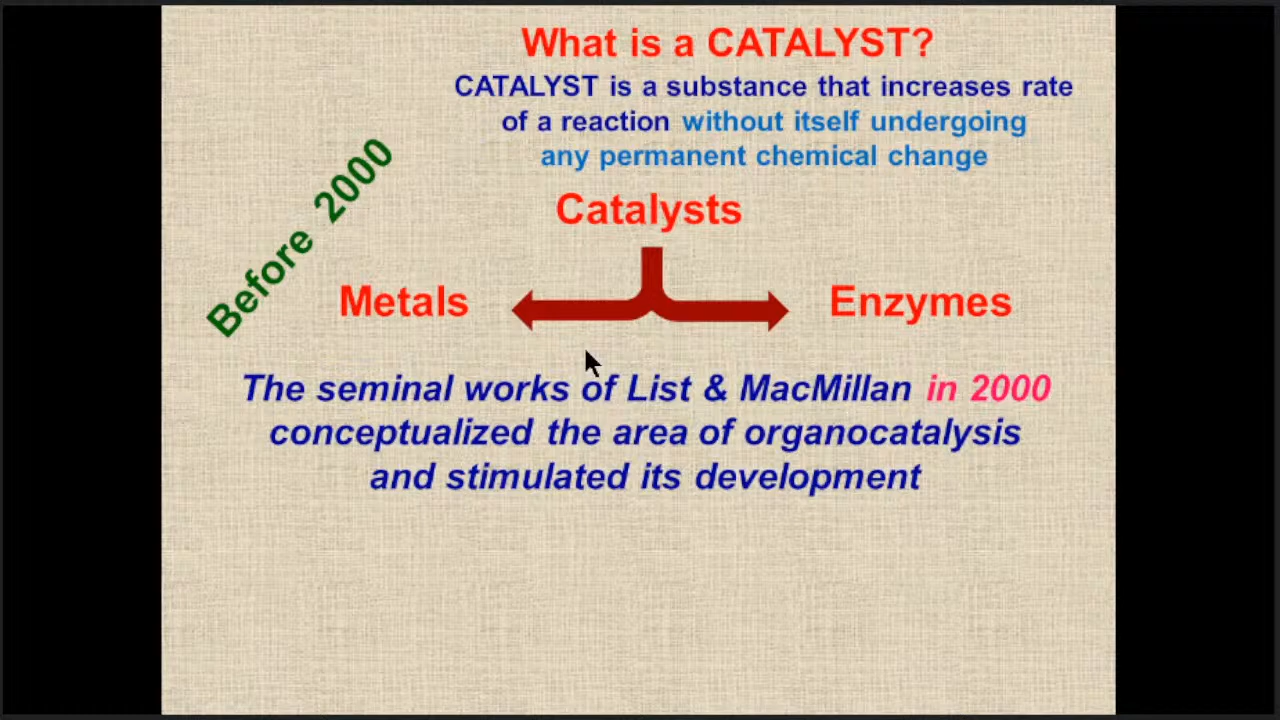 What is a CATALYST?
CATALYST is a substance that increases rate
of a reaction without itself undergoing
any permanent chemical change
Before 2000
Catalysts
Metals
Enzymes
The seminal works of List & MacMillan in 2000
conceptualized the area of organocatalysis
and stimulated its development